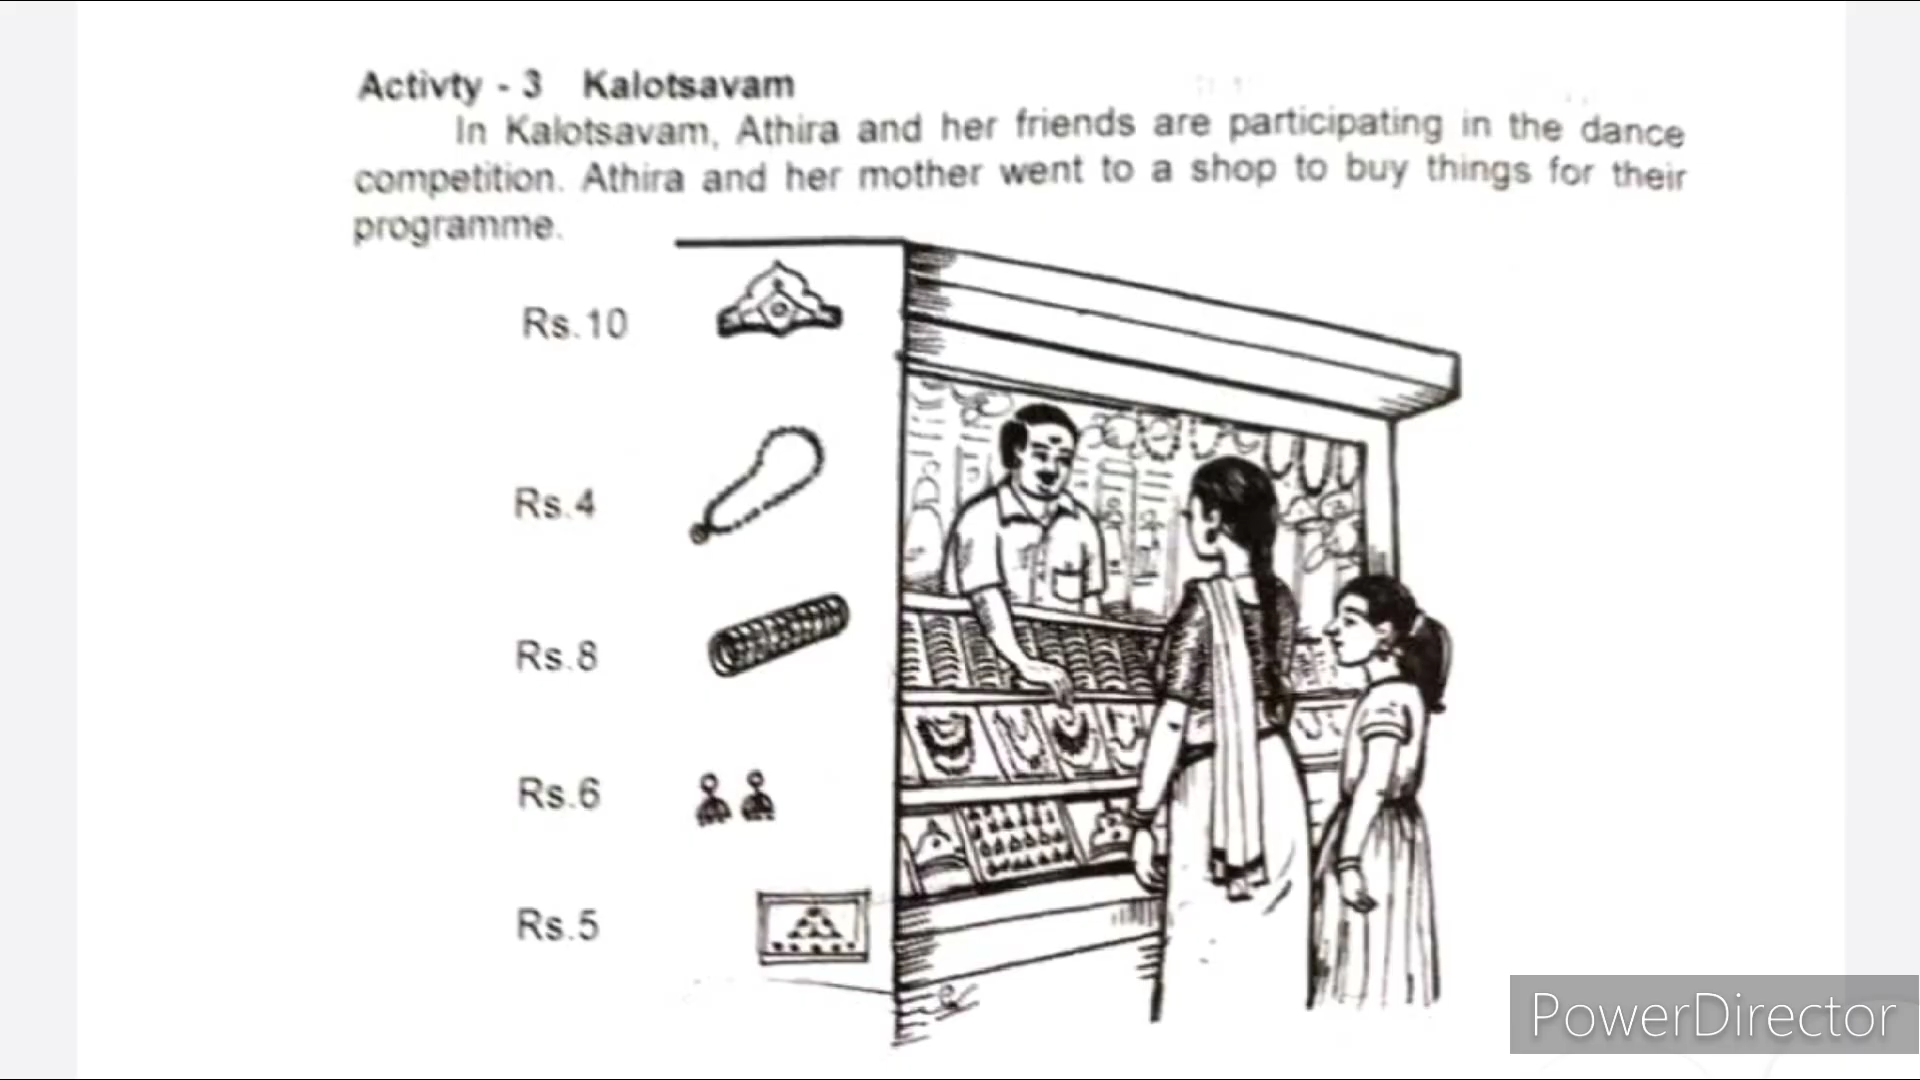 Activty - 3 Kalotsavam
In Kalotsavam, Athira and her friends are participating in the dance
competition. Athira and her mother went to a shop to buy things for their
programme.
Rs.10
Rs.4
Rs.8
Rs.6
Rs.5
PowerDirector